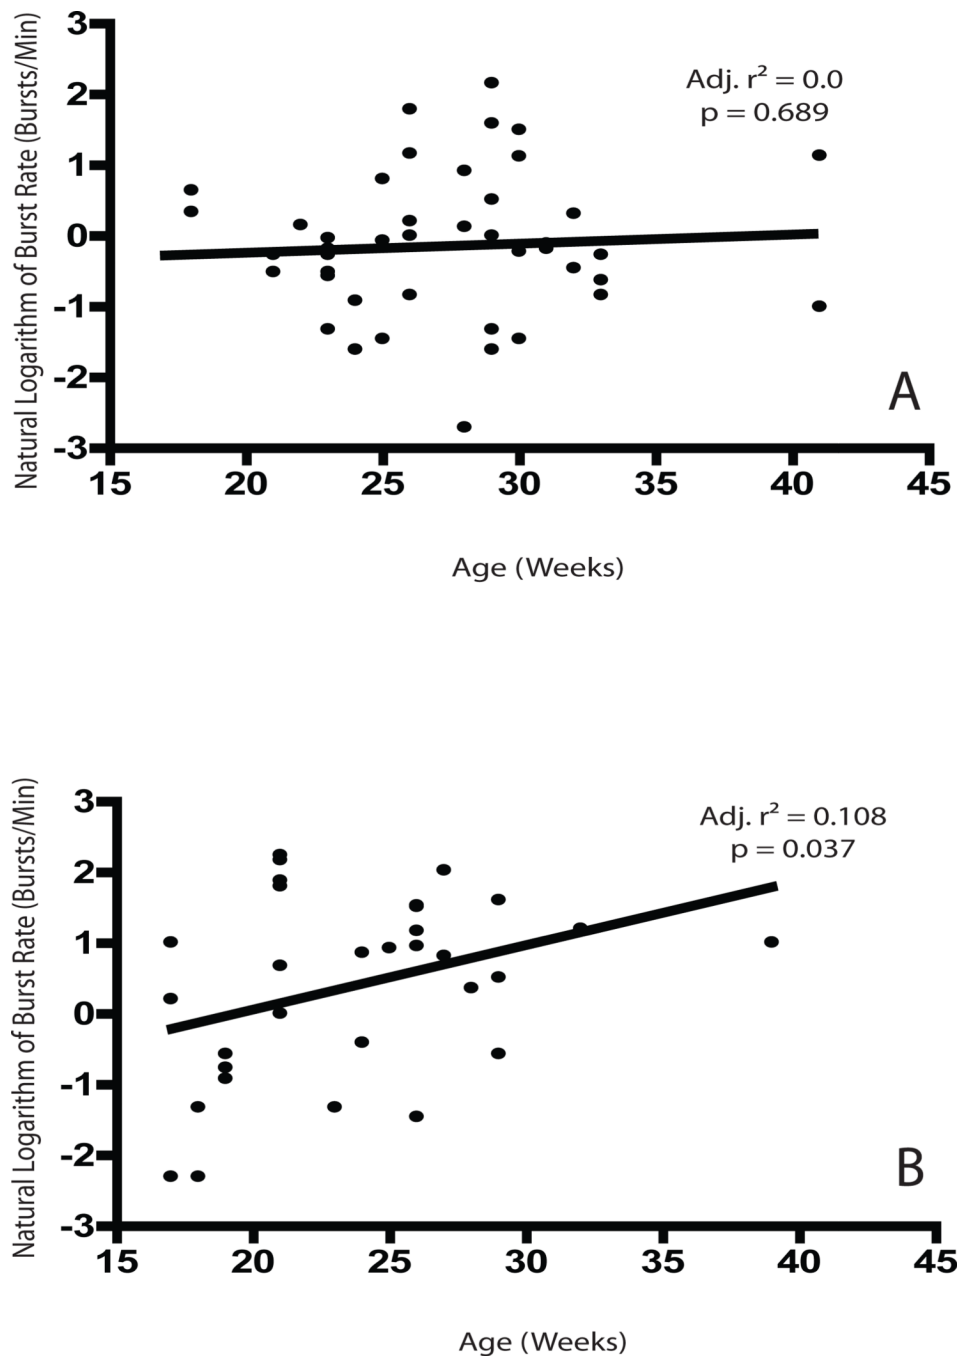 Natural Logarithm of Burst Rate (Bursts/Min)
3
2
1
0
-1
-2
-3
Adj. r² = 0.0
p = 0.689
A
15 20 25 30 35 40 45
Age (Weeks)
Natural Logarithm of Burst Rate (Bursts/Min)
3
2
1
0
-1
-2
-3
Adj. r² = 0.108
p = 0.037
B
15 20 25 30 35 40 45
Age (Weeks)